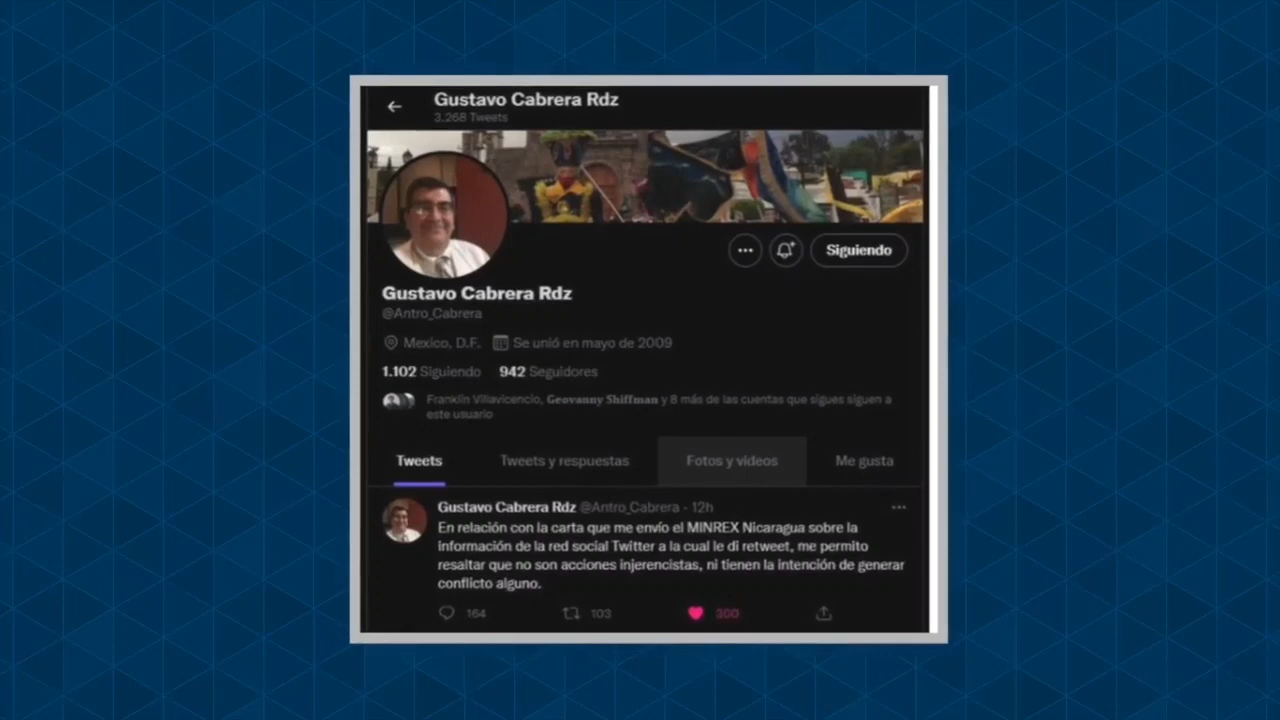 Gustavo Cabrera Rdz
3.268 Tweets
Siguiendo
Gustavo Cabrera Rdz
@Antro_Cabrera
Mexico, D.F. Se unió en mayo de 2009
1.102 Siguiendo 942 Seguidores
Franklin Villavicencio, Geovanny Shiffman y 8 más de las cuentas que sigues siguen a
este usuario
Tweets Tweets y respuestas Fotos y videos Me gusta
Gustavo Cabrera Rdz @Antro_Cabrera - 12h
En relación con la carta que me envío el MINREX Nicaragua sobre la
información de la red social Twitter a la cual le di retweet, me permito
resaltar que no son acciones injerencistas, ni tienen la intención de generar
conflicto alguno.
164 103 300